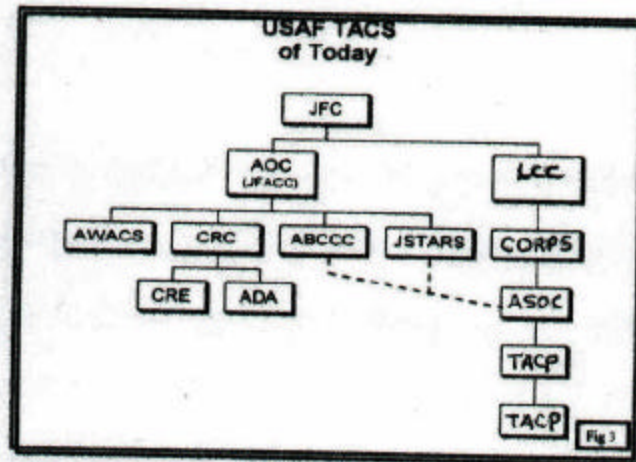 USAF TACS
of Today
JFC
AOC
(JFACC)
LCC
AWACS
CRC
ABCCC
JSTARS
CORPS
CRE
ADA
ASOC
TACP
TACP
Fig 3